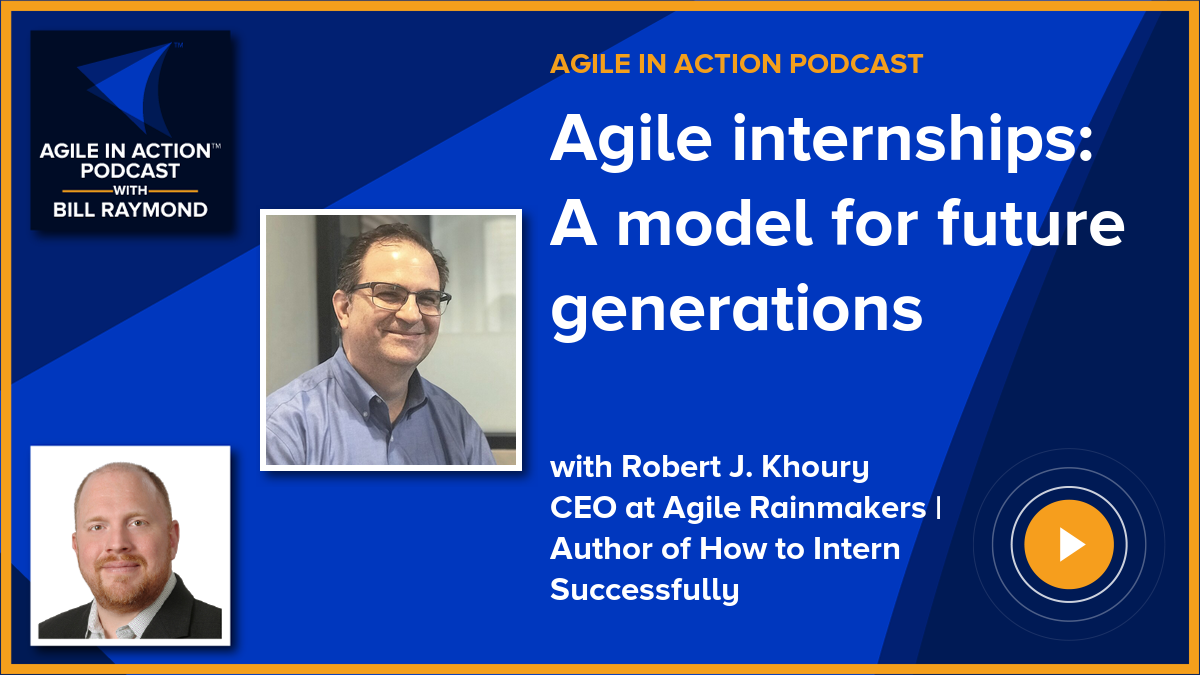 AGILE IN ACTION™
PODCAST
WITH
BILL RAYMOND
AGILE IN ACTION PODCAST
Agile internships:
A model for future
generations
with Robert J. Khoury
CEO at Agile Rainmakers |
Author of How to Intern
Successfully